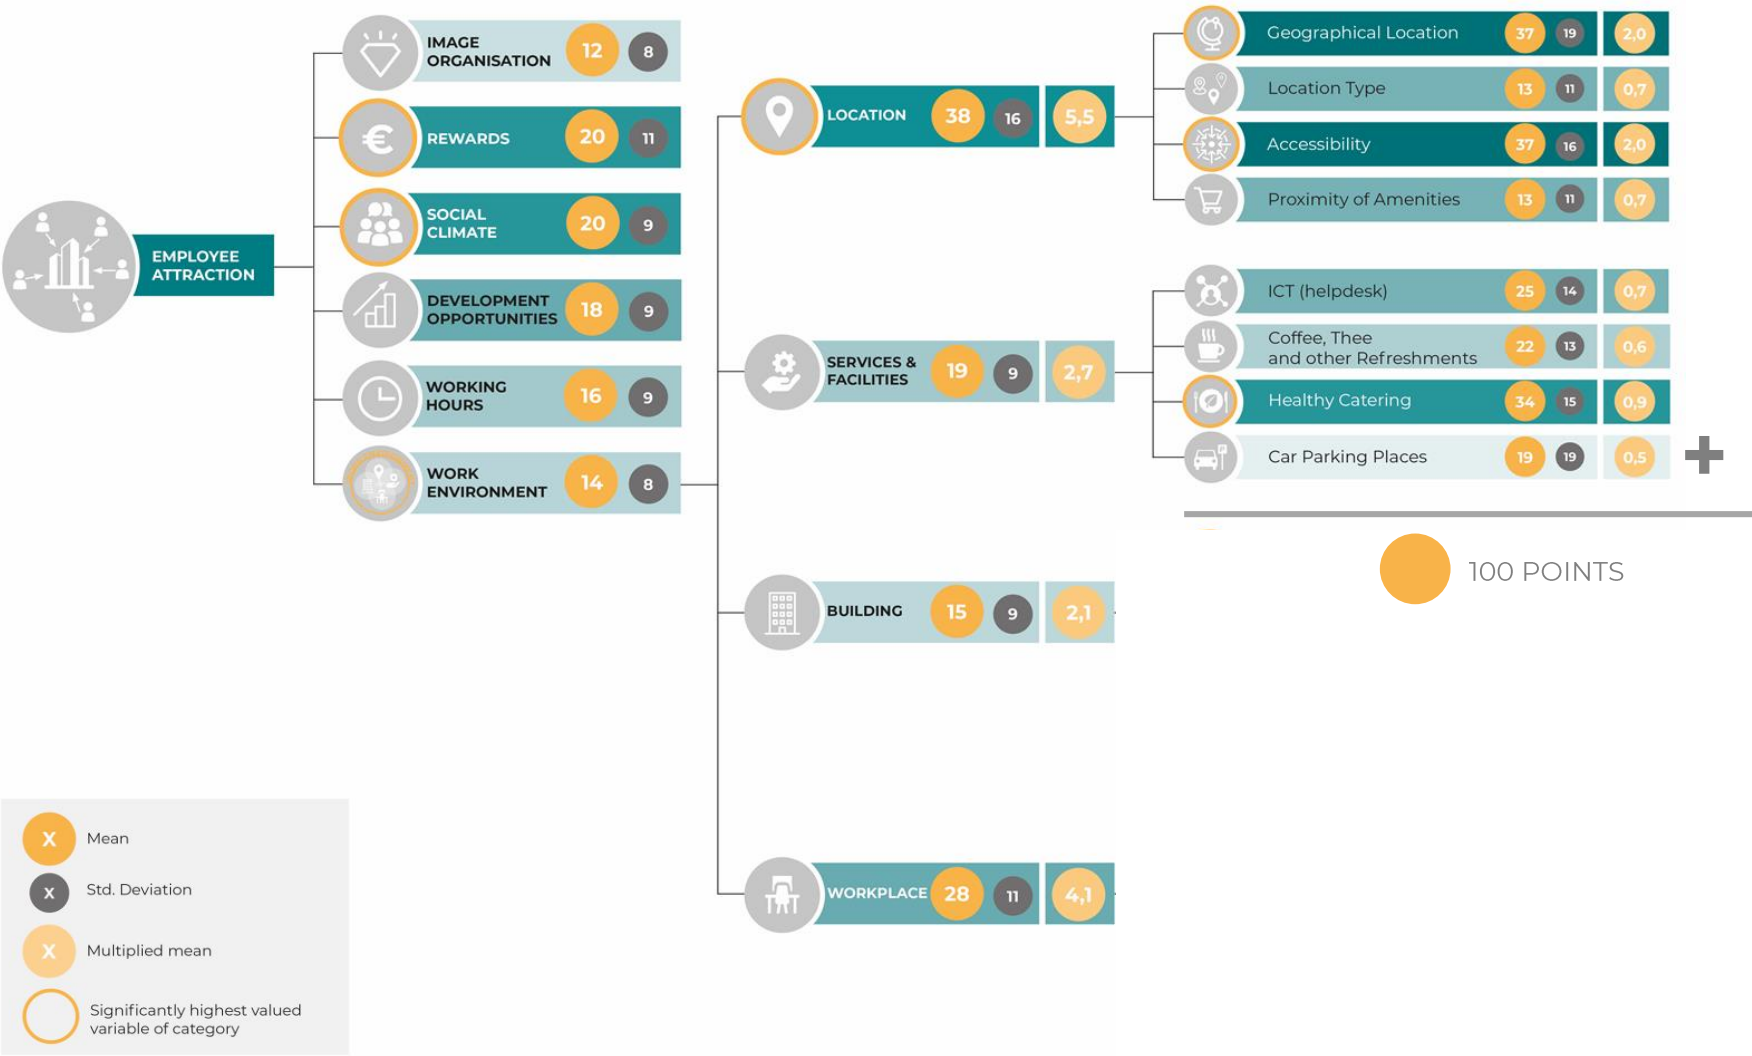 EMPLOYEE
ATTRACTION
IMAGE
ORGANISATION
12
8
REWARDS
20
11
SOCIAL
CLIMATE
20
9
DEVELOPMENT
OPPORTUNITIES
18
9
WORKING
HOURS
16
9
WORK
ENVIRONMENT
14
8
LOCATION
38
16
5,5
Geographical Location
37
19
2,0
Location Type
13
11
0,7
Accessibility
37
16
2,0
Proximity of Amenities
13
11
0,7
SERVICES &
FACILITIES
19
9
2,7
ICT (helpdesk)
25
14
0,7
Coffee, Thee
and other Refreshments
22
13
0,6
Healthy Catering
34
15
0,9
Car Parking Places
19
19
0,5
+
100 POINTS
BUILDING
15
9
2,1
WORKPLACE
28
11
4,1
X
Mean
X
Std. Deviation
X
Multiplied mean
Significantly highest valued
variable of category